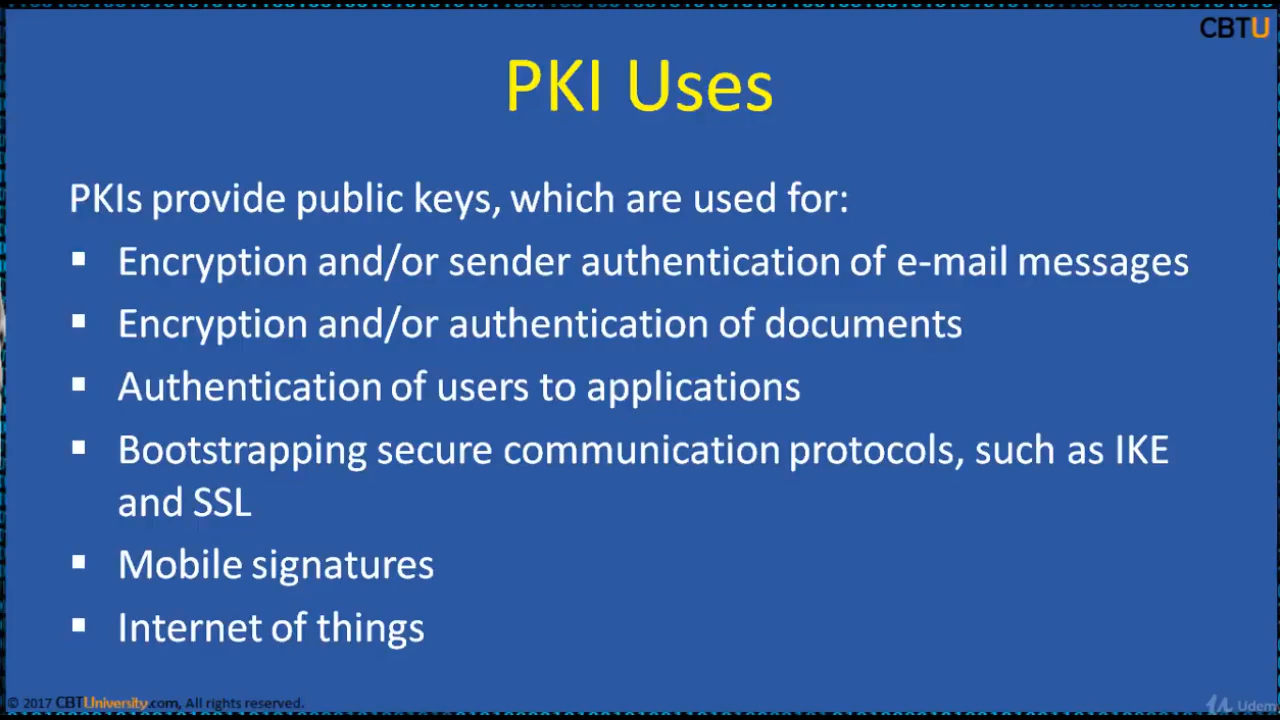 CBTU
PKI Uses
PKIs provide public keys, which are used for:
▪ Encryption and/or sender authentication of e-mail messages
▪ Encryption and/or authentication of documents
▪ Authentication of users to applications
▪ Bootstrapping secure communication protocols, such as IKE
and SSL
▪ Mobile signatures
▪ Internet of things
© 2017 CBTUniversity.com, All rights reserved.
Udem